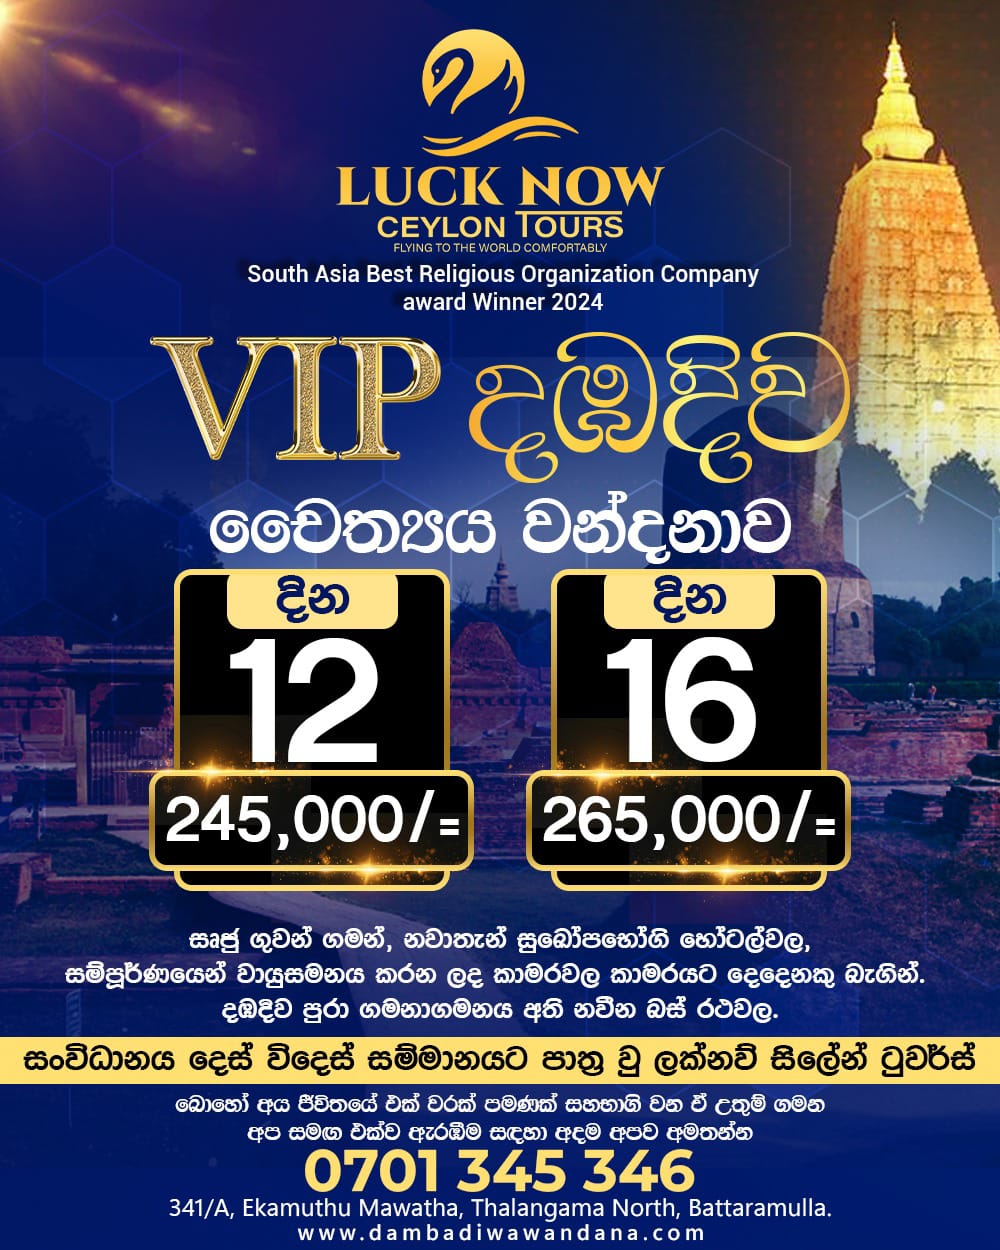 LUCK NOW
CEYLON TOURS
FLYING TO THE WORLD COMFORTABLY
South Asia Best Religious Organization Company
award Winner 2024
VIP දඹදිව
චෛත්‍යය වන්දනාව
දින
12
245,000/=
දින
16
265,000/=
සෘජු ගුවන් ගමන්, නවාතැන් සුඛෝපභෝගී හෝටල්වල,
සම්පූර්ණයෙන් වායුසමනය කරන ලද කාමරවල කාමරයට දෙදෙනකු බැගින්.
දඹදිව පුරා ගමනාගමනය අති නවීන බස් රථවල.
සංවිධානය දෙස් විදෙස් සම්මානයට පාත්‍ර වූ ලක්නව් සිලෝන් ටුවර්ස්
බොහෝ අය ජීවිතයේ එක් වරක් පමණක් සහභාගි වන ඒ උතුම් ගමන
අප සමඟ එක්ව ඇරඹීම සඳහා අදම අපව අමතන්න
0701 345 346
341/A, Ekamuthu Mawatha, Thalangama North, Battaramulla.
www.dambadiwawandana.com